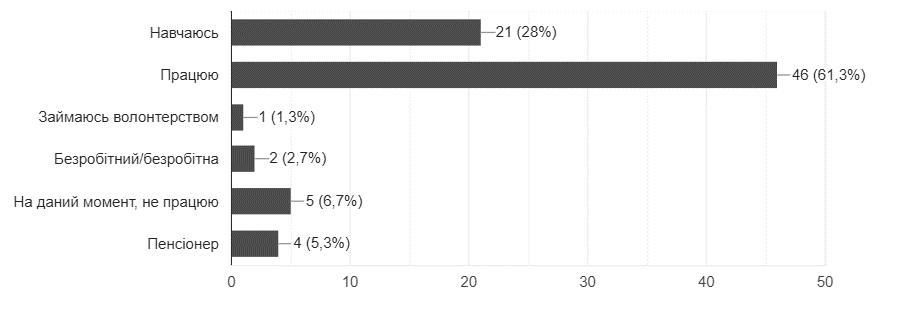 Навчаюсь 21 (28%)
Працюю 46 (61,3%)
Займаюсь волонтерством 1 (1,3%)
Безробітний/безробітна 2 (2,7%)
На даний момент, не працюю 5 (6,7%)
Пенсіонер 4 (5,3%)
0 10 20 30 40 50